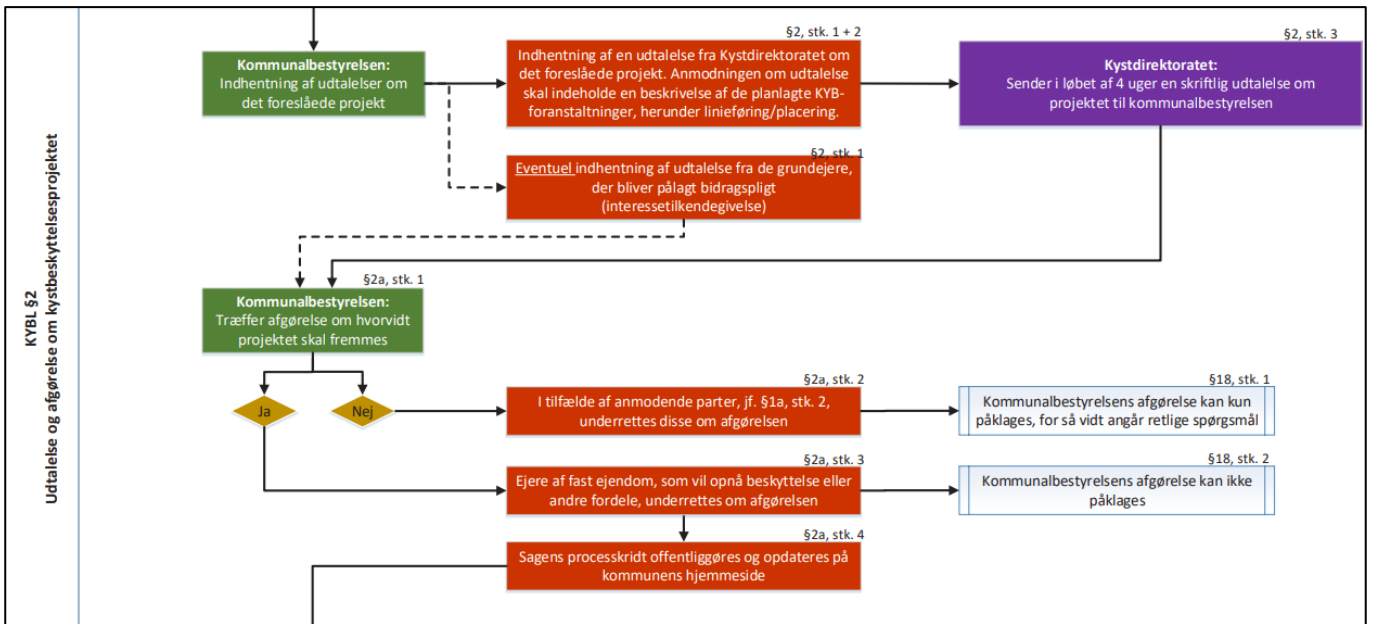 KYBL §2
Udtalelse og afgørelse om kystbeskyttelsesprojektet
Kommunalbestyrelsen:
Indhentning af udtalelser om
det foreslåede projekt
§2, stk. 1 + 2
Indhentning af en udtalelse fra Kystdirektoratet om
det foreslåede projekt. Anmodningen om udtalelse
skal indeholde en beskrivelse af de planlagte KYB-
foranstaltninger, herunder linieføring/placering.
§2, stk. 3
Kystdirektoratet:
Sender i løbet af 4 uger en skriftlig udtalelse om
projektet til kommunalbestyrelsen
§2, stk. 1
Eventuel indhentning af udtalelse fra de grundejere,
der bliver pålagt bidragspligt
(interessetilkendegivelse)
§2a, stk. 1
Kommunalbestyrelsen:
Træffer afgørelse om hvorvidt
projektet skal fremmes
Ja
Nej
§2a, stk. 2
I tilfælde af anmodende parter, jf. §1a, stk. 2,
underrettes disse om afgørelsen
§18, stk. 1
Kommunalbestyrelsens afgørelse kan kun
påklages, for så vidt angår retlige spørgsmål
§2a, stk. 3
Ejere af fast ejendom, som vil opnå beskyttelse eller
andre fordele, underrettes om afgørelsen
§18, stk. 2
Kommunalbestyrelsens afgørelse kan ikke
påklages
§2a, stk. 4
Sagens processkridt offentliggøres og opdateres på
kommunens hjemmeside